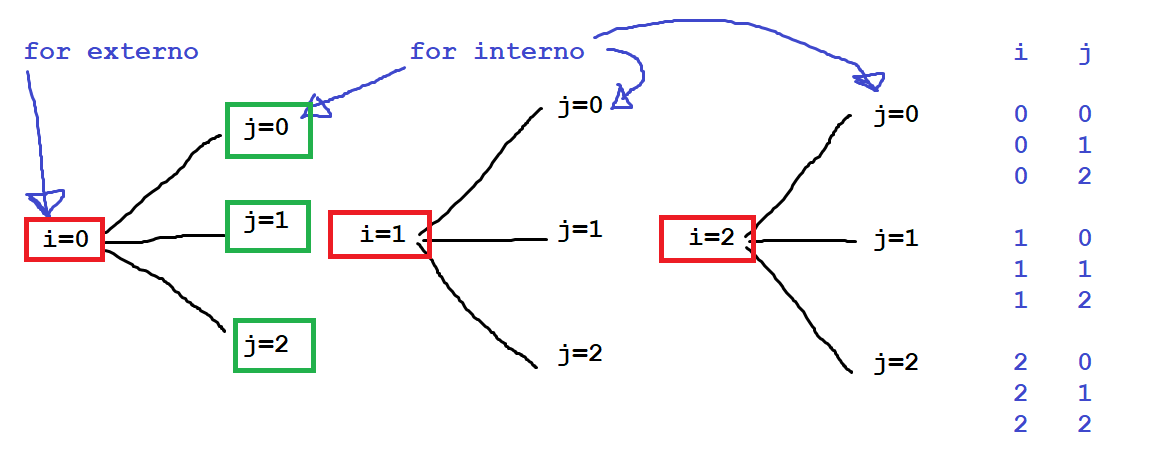 for externo
for interno
i=0
j=0
j=1
j=2
i=1
j=0
j=1
j=2
i=2
j=0
j=1
j=2
i j
0 0
0 1
0 2
1 0
1 1
1 2
2 0
2 1
2 2